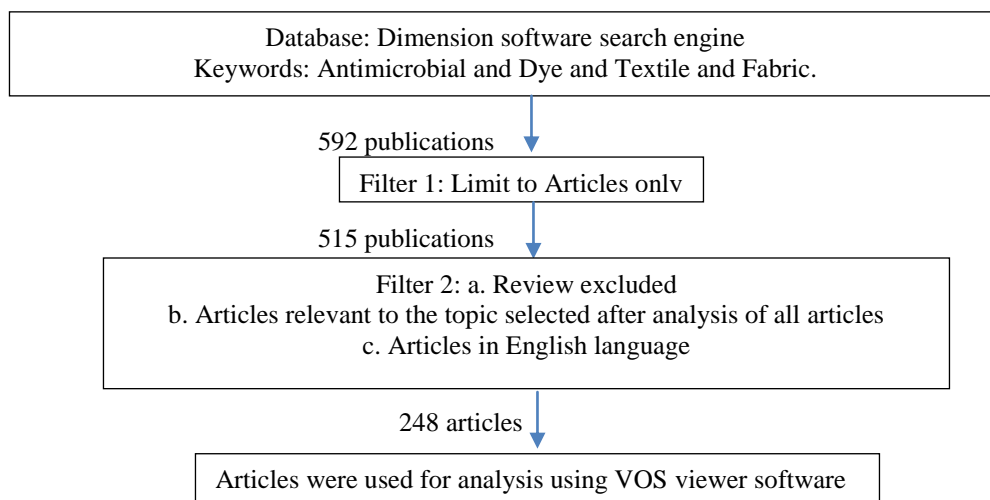 Database: Dimension software search engine
Keywords: Antimicrobial and Dye and Textile and Fabric.
592 publications
Filter 1: Limit to Articles only
515 publications
Filter 2: a. Review excluded
b. Articles relevant to the topic selected after analysis of all articles
c. Articles in English language
248 articles
Articles were used for analysis using VOS viewer software